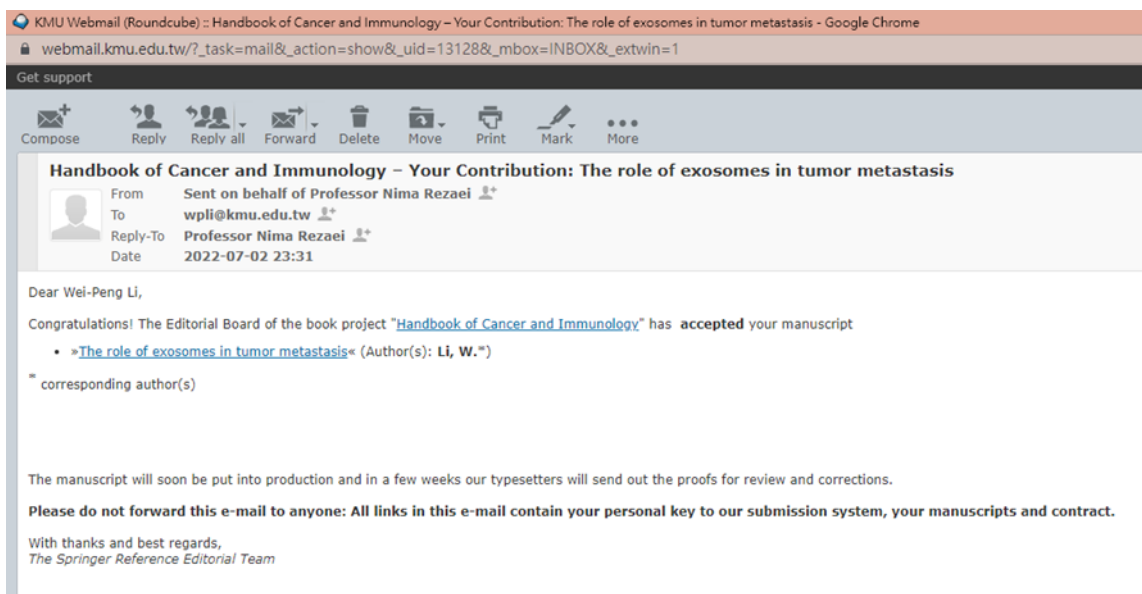 KMU Webmail (Roundcube) :: Handbook of Cancer and Immunology – Your Contribution: The role of exosomes in tumor metastasis - Google Chrome
webmail.kmu.edu.tw/?_task=mail&_action=show&_uid=13128&_mbox=INBOX&_extwin=1
Get support
Compose Reply Reply all Forward Delete Move Print Mark More
Handbook of Cancer and Immunology – Your Contribution: The role of exosomes in tumor metastasis
From Sent on behalf of Professor Nima Rezaei
To wpli@kmu.edu.tw
Reply-To Professor Nima Rezaei
Date 2022-07-02 23:31
Dear Wei-Peng Li,
Congratulations! The Editorial Board of the book project "Handbook of Cancer and Immunology" has accepted your manuscript
• »The role of exosomes in tumor metastasis« (Author(s): Li, W.*)
* corresponding author(s)
The manuscript will soon be put into production and in a few weeks our typesetters will send out the proofs for review and corrections.
Please do not forward this e-mail to anyone: All links in this e-mail contain your personal key to our submission system, your manuscripts and contract.
With thanks and best regards,
The Springer Reference Editorial Team